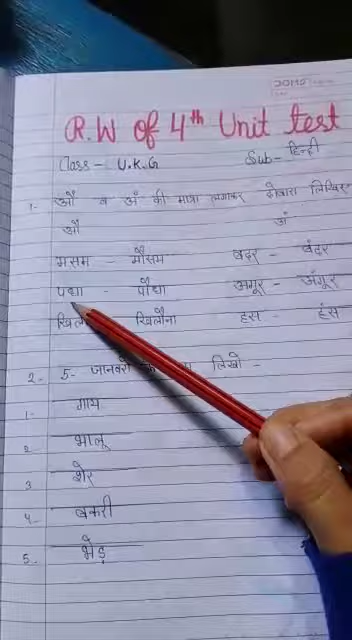 R.W of 4th Unit test
Class - U.K.G Sub - हिन्दी
1- औ व अं की मात्रा लगाकर दोबारा लिखिए
औ अं
मसम - मौसम बदर - बंदर
पधा - पौधा अगूर - अंगूर
खिल खिलौना हस - हंस
2- 5- जानवरों लिखो -
1- गाय
2 भालू
3 शेर
4- बकरी
5. भेड़